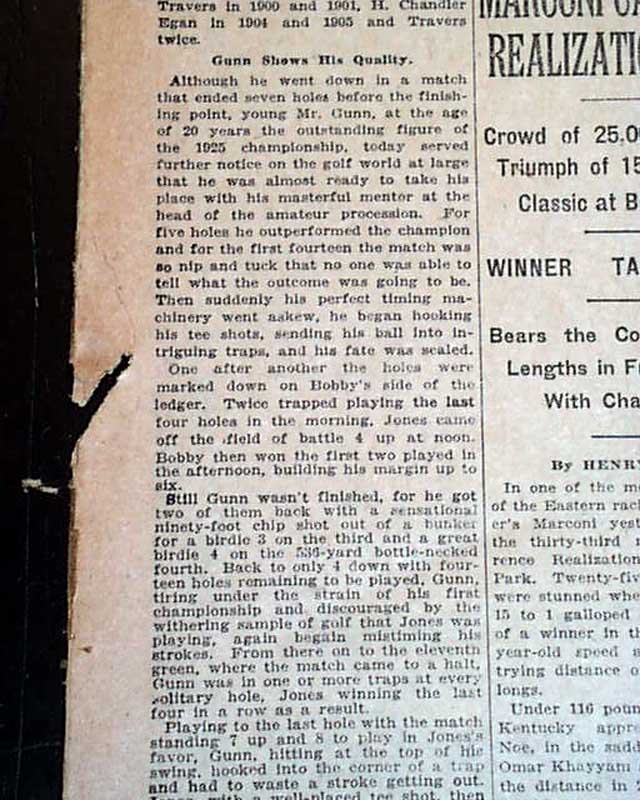 Travers in 1900 and 1901, H. Chandler
Egan in 1904 and 1905 and Travers
twice.
Gunn Shows His Quality.
Although he went down in a match
that ended seven holes before the finish-
ing point, young Mr. Gunn, at the age
of 20 years the outstanding figure of
the 1925 championship, today served
further notice on the golf world at large
that he was almost ready to take his
place with his masterful mentor at the
head of the amateur procession. For
five holes he outperformed the champion
and for the first fourteen the match was
so nip and tuck that no one was able to
tell what the outcome was going to be.
Then suddenly his perfect timing ma-
chinery went askew, he began hooking
his tee shots, sending his ball into in-
triguing traps, and his fate was sealed.
One after another the holes were
marked down on Bobby's side of the
ledger. Twice trapped playing the last
four holes in the morning, Jones came
off the field of battle 4 up at noon.
Bobby then won the first two played in
the afternoon, building his margin up to
six.
Still Gunn wasn't finished, for he got
two of them back with a sensational
ninety-foot chip shot out of a bunker
for a birdie 3 on the third and a great
birdie 4 on the 536-yard bottle-necked
fourth. Back to only 4 down with four-
teen holes remaining to be played, Gunn,
tiring under the strain of his first
championship and discouraged by the
withering sample of golf that Jones was
playing, again begain mistiming his
strokes. From there on to the eleventh
green, where the match came to a halt,
Gunn was in one or more traps at every
solitary hole, Jones winning the last
four in a row as a result.
Playing to the last hole with the match
standing 7 up and 8 to play in Jones's
favor, Gunn, hitting at the top of his
swing, hooked into the corner of a trap
and had to waste a stroke getting out.
Jones, with a well-placed tee shot, then
MARCONI
REALIZATI
Crowd of 25,0
Triumph of 15
Classic at B
WINNER TA
Bears the Co
Lengths in F
With Cha
By HENRY
In one of the mo
of the Eastern rac
er's Marconi yest
the thirty-third r
rence Realization
Park. Twenty-five
were stunned whe
15 to 1 galloped
of a winner in th
year-old speed s
trying distance o
longs.
Under 116 poun
Kentucky appre
Noe, in the sadd
Omar Khayyam
the distance in